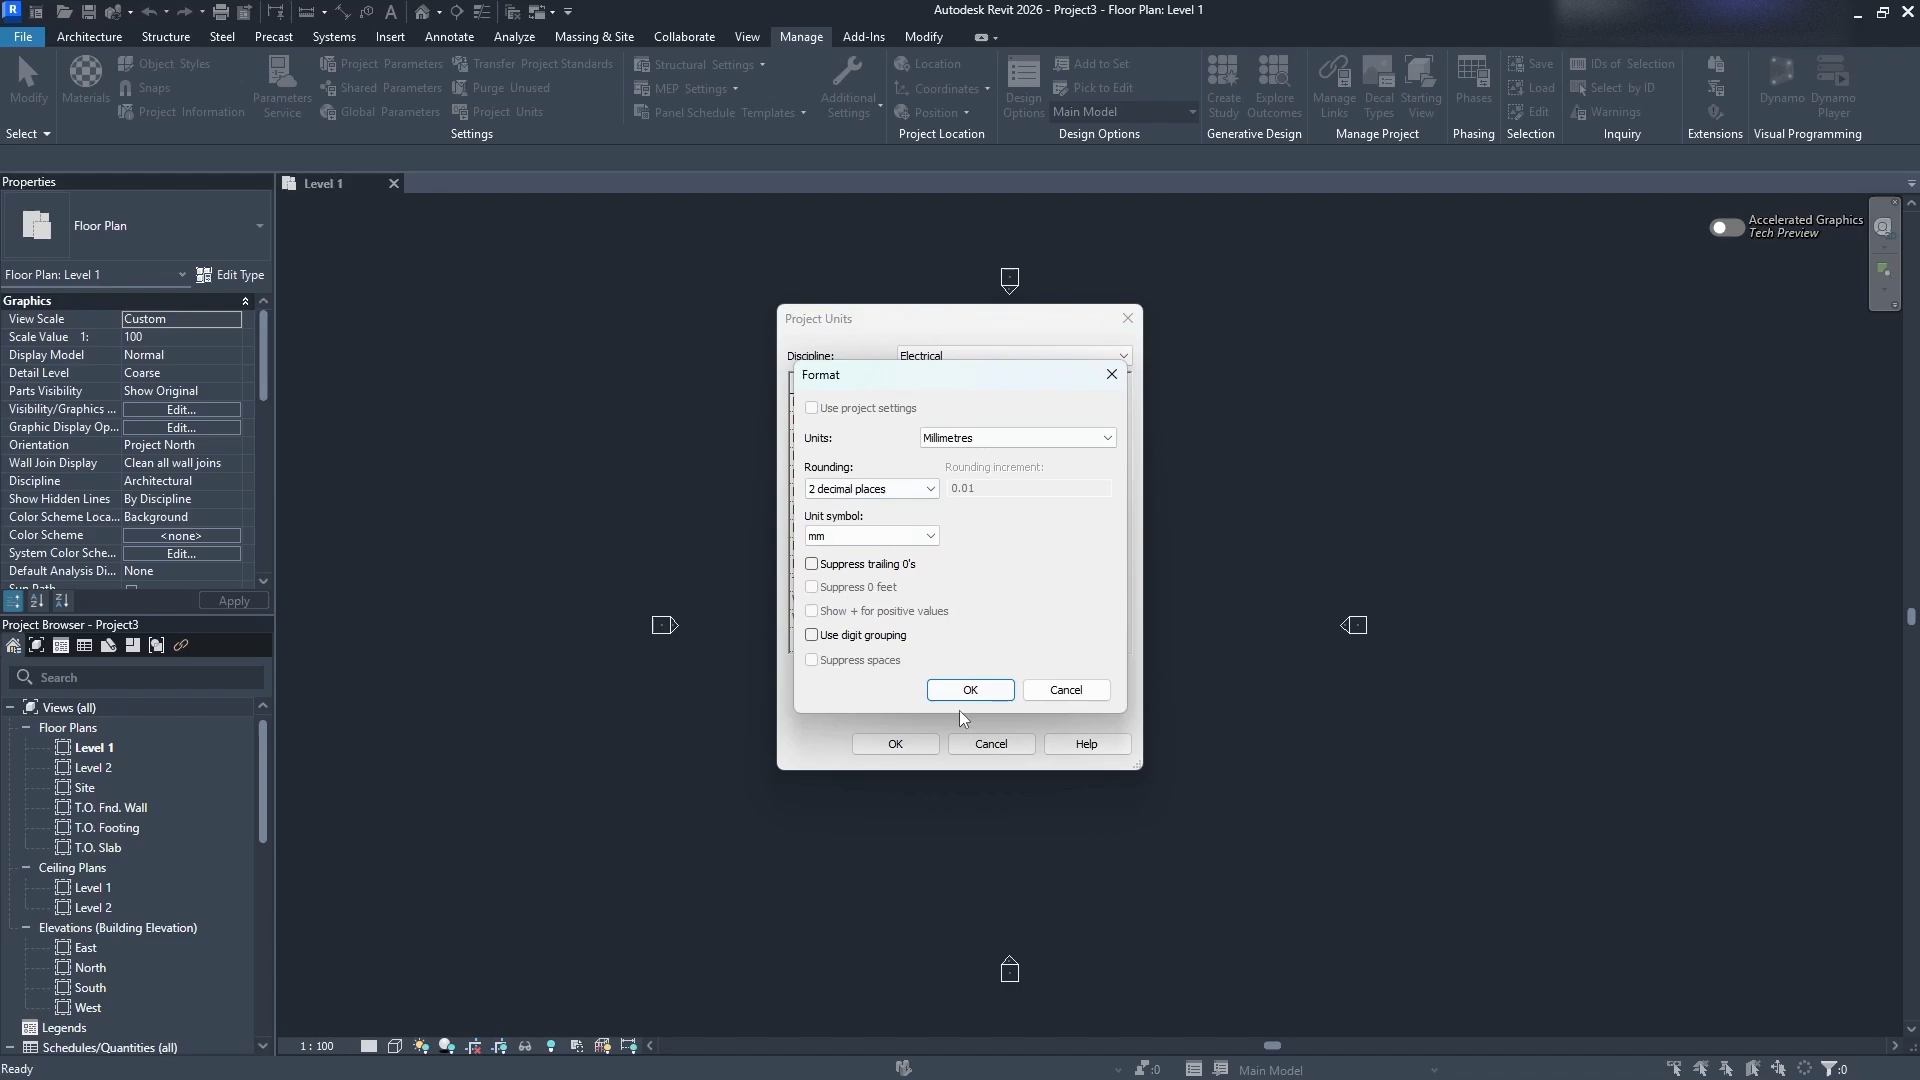 Autodesk Revit 2026 - Project3 - Floor Plan: Level 1
File Architecture Structure Steel Precast Systems Insert Annotate Analyze Massing & Site Collaborate View Manage Add-Ins Modify
Modify
Select
Materials
Object Styles
Snaps
Project Information
Parameters Service
Project Parameters
Shared Parameters
Global Parameters
Transfer Project Standards
Purge Unused
Project Units
Settings
Structural Settings
MEP Settings
Panel Schedule Templates
Additional Settings
Location
Coordinates
Position
Project Location
Design Options
Add to Set
Pick to Edit
Main Model
Design Options
Create Study
Explore Outcomes
Generative Design
Manage Links
Decal Types
Starting View
Manage Project
Phases
Phasing
Save
Load
Edit
Selection
IDs of Selection
Select by ID
Warnings
Inquiry
Extensions
Dynamo
Dynamo Player
Visual Programming
Properties
Floor Plan
Floor Plan: Level 1 Edit Type
Graphics
View Scale Custom
Scale Value 1: 100
Display Model Normal
Detail Level Coarse
Parts Visibility Show Original
Visibility/Graphics ... Edit...
Graphic Display Op... Edit...
Orientation Project North
Wall Join Display Clean all wall joins
Discipline Architectural
Show Hidden Lines By Discipline
Color Scheme Loca... Background
Color Scheme <none>
System Color Sche... Edit...
Default Analysis Di... None
Sun Path
Apply
Project Browser - Project3
Search
Views (all)
Floor Plans
Level 1
Level 2
Site
T.O. Fnd. Wall
T.O. Footing
T.O. Slab
Ceiling Plans
Level 1
Level 2
Elevations (Building Elevation)
East
North
South
West
Legends
Schedules/Quantities (all)
Ready
Level 1
Accelerated Graphics
Tech Preview
Project Units
Discipline: Electrical
Format
Use project settings
Units: Millimetres
Rounding: Rounding increment:
2 decimal places 0.01
Unit symbol:
mm
Suppress trailing 0's
Suppress 0 feet
Show + for positive values
Use digit grouping
Suppress spaces
OK Cancel
OK Cancel Help
1 : 100
:0 Main Model :0